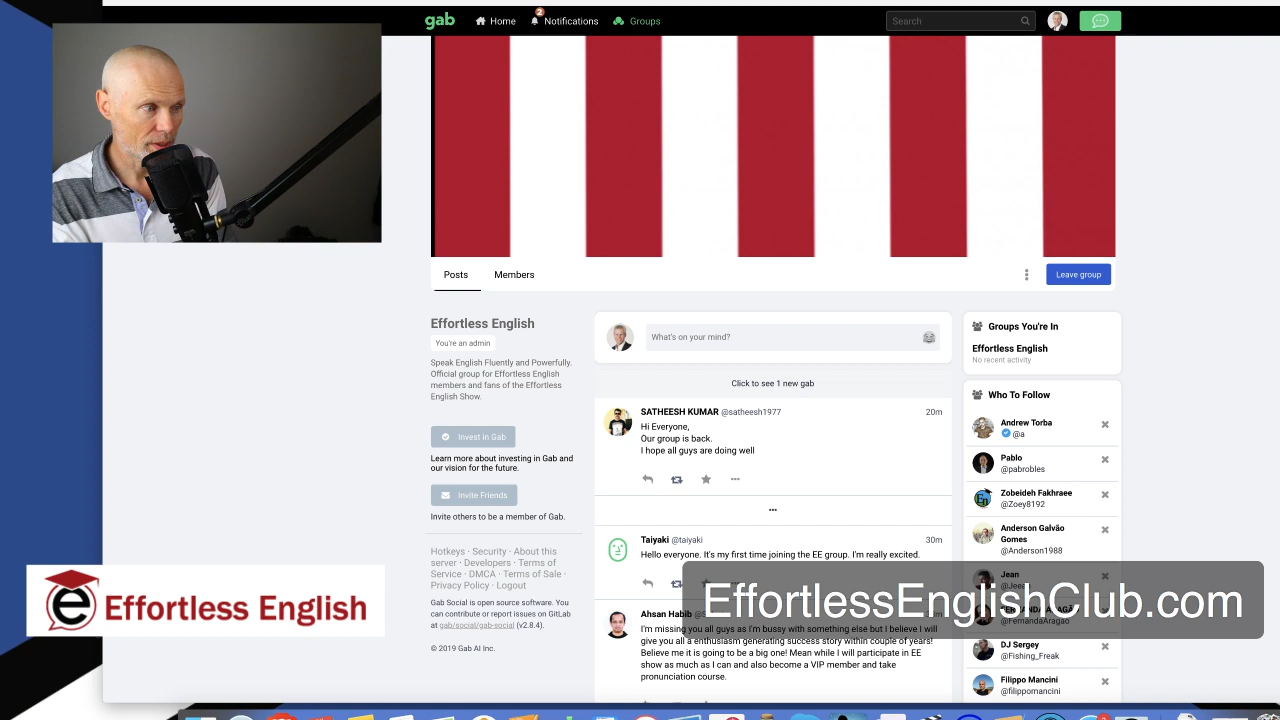 gab
Home
2
Notifications
Groups
Search
Posts
Members
Leave group
Effortless English
You're an admin
Speak English Fluently and Powerfully.
Official group for Effortless English
members and fans of the Effortless
English Show.
Invest in Gab
Learn more about investing in Gab and
our vision for the future.
Invite Friends
Invite others to be a member of Gab.
Hotkeys · Security · About this
server · Developers · Terms of
Service · DMCA · Terms of Sale ·
Privacy Policy · Logout
Gab Social is open source software. You
can contribute or report issues on GitLab
at gab/social/gab-social (v2.8.4).
© 2019 Gab AI Inc.
What's on your mind?
Click to see 1 new gab
SATHEESH KUMAR @satheesh1977
20m
Hi Everyone,
Our group is back.
I hope all guys are doing well
Taiyaki @taiyaki
30m
Hello everyone. It's my first time joining the EE group. I'm really excited.
Ahsan Habib
I'm missing you all guys as I'm bussy with something else but I believe I will
give you all a enthusiasm generating success story within couple of years!
Believe me it is going to be a big one! Mean while I will participate in EE
show as much as I can and also become a VIP member and take
pronunciation course.
Groups You're In
Effortless English
No recent activity
Who To Follow
Andrew Torba
@a
Pablo
@pabrobles
Zobeideh Fakhraee
@Zoey8192
Anderson Galvão
Gomes
@Anderson1988
Jean
FERNANDA ARAGÃO
@FernandaAragao
DJ Sergey
@Fishing_Freak
Filippo Mancini
@filippomancini
e Effortless English
EffortlessEnglishClub.com